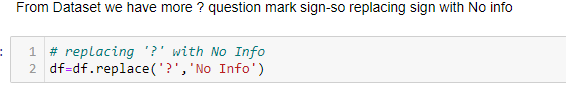 From Dataset we have more ? question mark sign-so replacing sign with No info
:
1 # replacing '?' with No Info
2 df=df.replace('?','No Info')